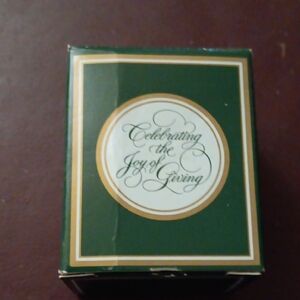 Celebrating
the
Joy of
Giving